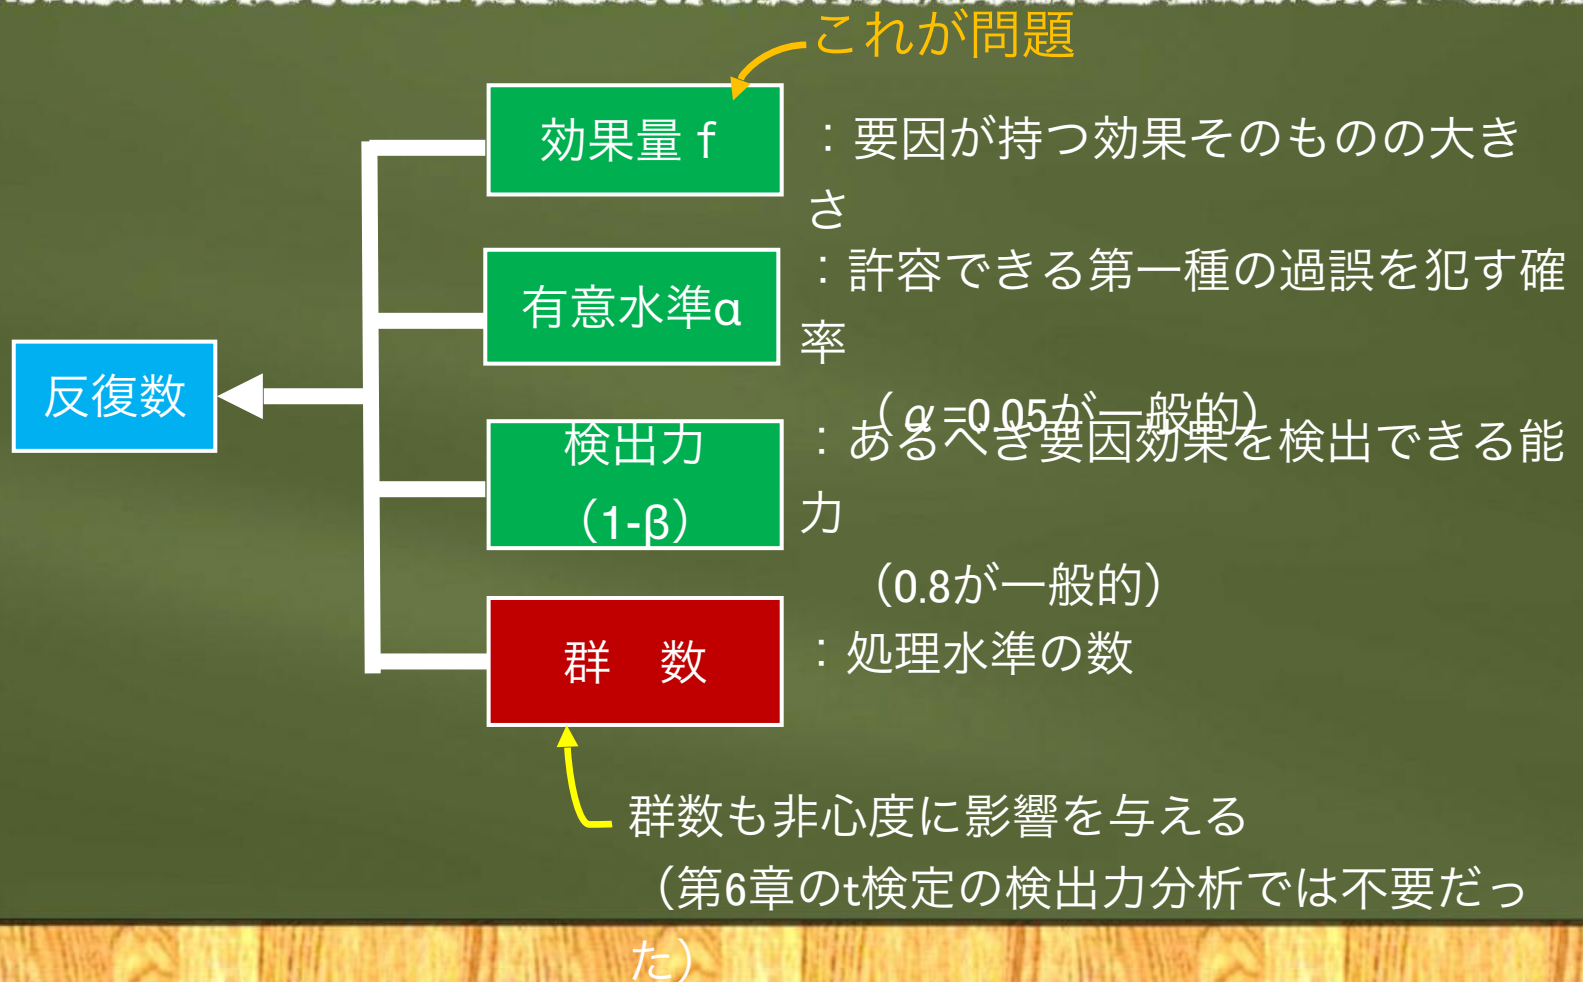 これが問題
効果量 f
：要因が持つ効果そのものの大き
さ
有意水準α
：許容できる第一種の過誤を犯す確
率
（α=0.05が一般的）
反復数
検出力
（1-β）
：あるべき要因効果を検出できる能
力
（0.8が一般的）
群　数
：処理水準の数
群数も非心度に影響を与える
（第6章のt検定の検出力分析では不要だっ
た）